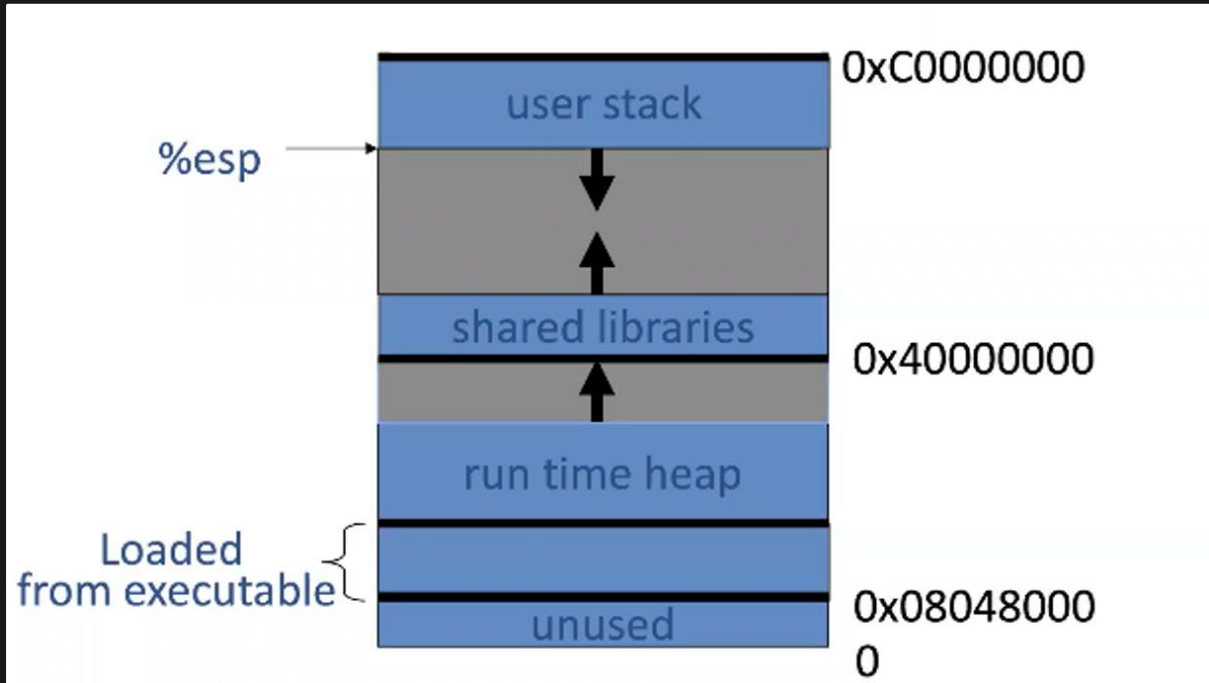 0xC0000000
user stack
%esp
shared libraries
0x40000000
run time heap
Loaded
from executable
0x08048000
unused
0